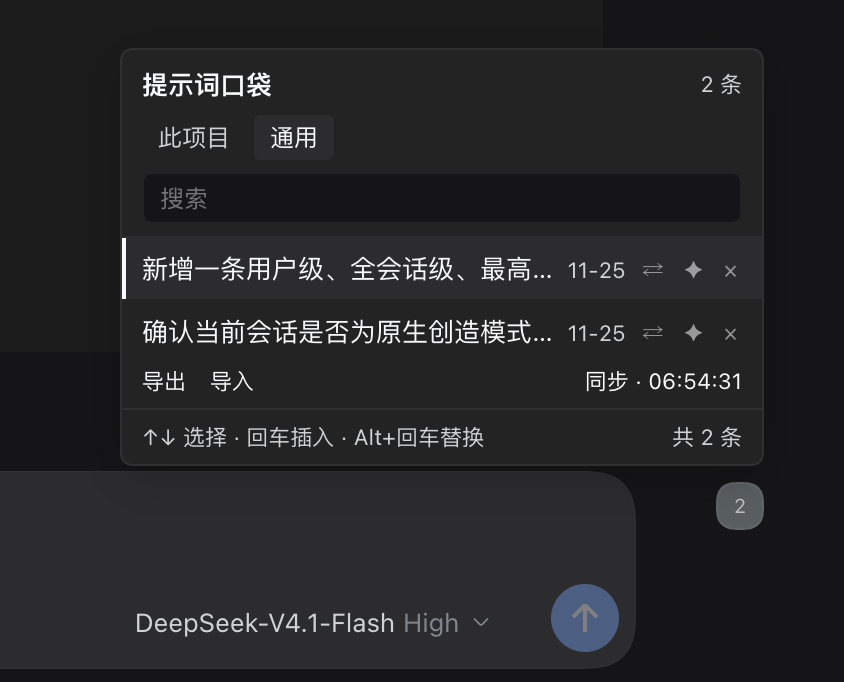 提示词口袋 2 条
此项目 通用
搜索
新增一条用户级、全会话级、最高... 11-25
确认当前会话是否为原生创造模式... 11-25
导出 导入 同步 · 06:54:31
↑↓ 选择 · 回车插入 · Alt+回车替换 共 2 条
2
DeepSeek-V4.1-Flash High